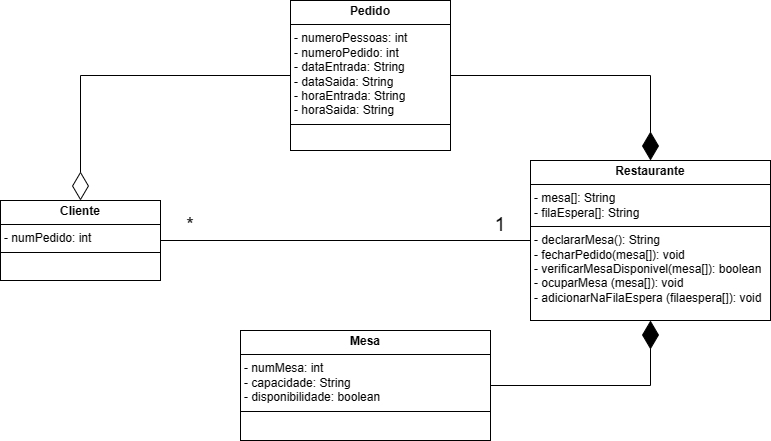 Pedido
- numeroPessoas: int
- numeroPedido: int
- dataEntrada: String
- dataSaida: String
- horaEntrada: String
- horaSaida: String
Restaurante
- mesa[]: String
- filaEspera[]: String
- declararMesa(): String
- fecharPedido(mesa[]): void
- verificarMesaDisponivel(mesa[]): boolean
- ocuparMesa (mesa[]): void
- adicionarNaFilaEspera (filaespera[]): void
Cliente
- numPedido: int
*
1
Mesa
- numMesa: int
- capacidade: String
- disponibilidade: boolean